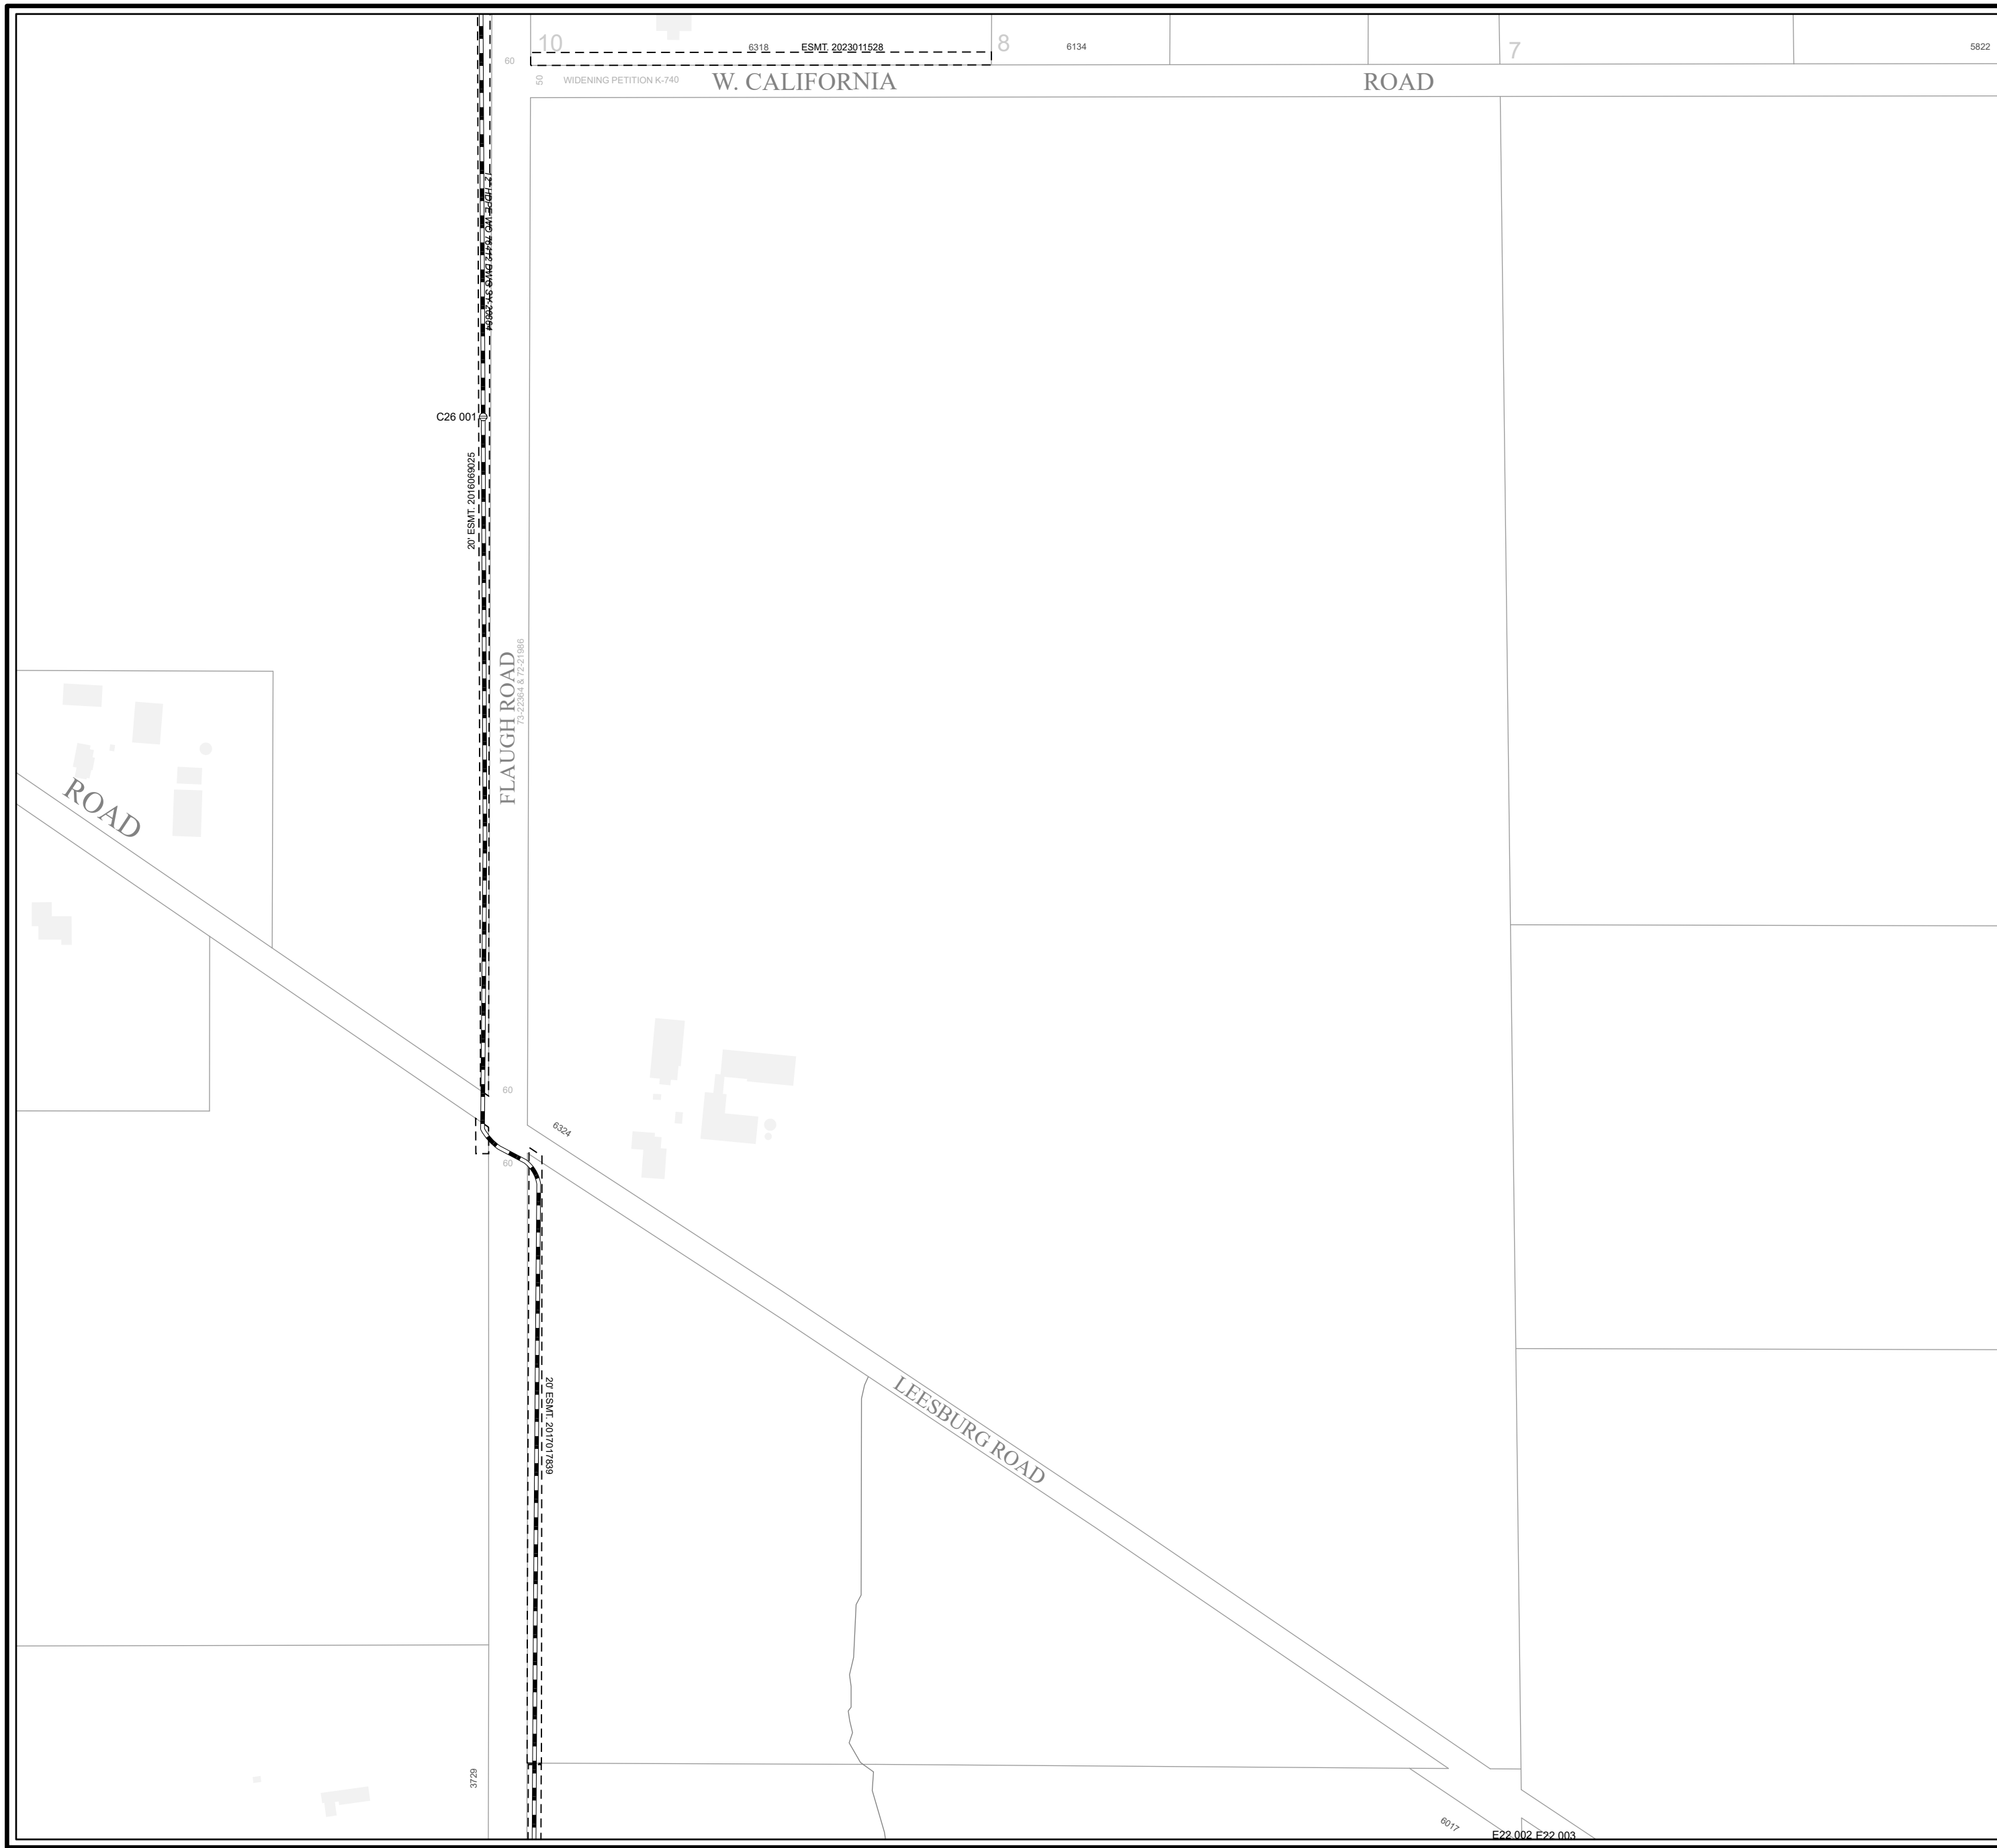 10
6318
ESMT. 2023011528
8
6134
7
5822
60
50
WIDENING PETITION K-740
W. CALIFORNIA
ROAD
C26 001
20' ESMT. 2016069025
FLAUGH ROAD
73-22364 & 72-21986
ROAD
60
6324
60
20' ESMT. 2017017839
LEESBURG ROAD
3729
6017
E22 002
E22 003